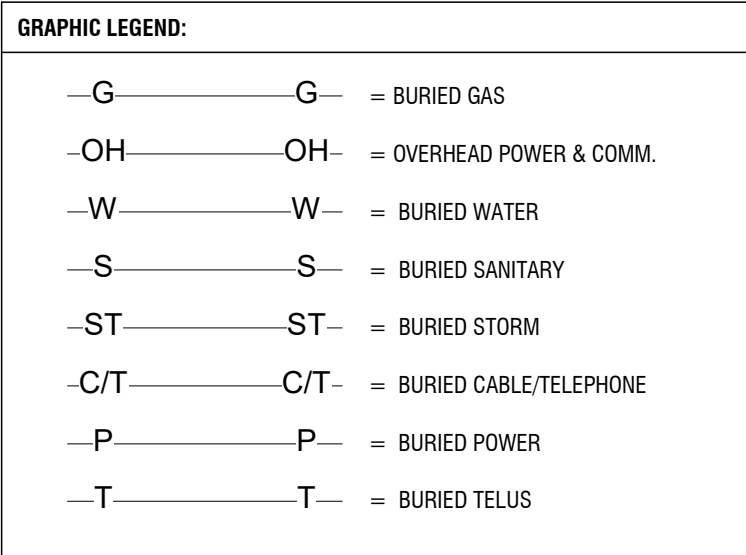 GRAPHIC LEGEND:
G G = BURIED GAS
OH OH = OVERHEAD POWER & COMM.
W W = BURIED WATER
S S = BURIED SANITARY
ST ST = BURIED STORM
C/T C/T = BURIED CABLE/TELEPHONE
P P = BURIED POWER
T T = BURIED TELUS